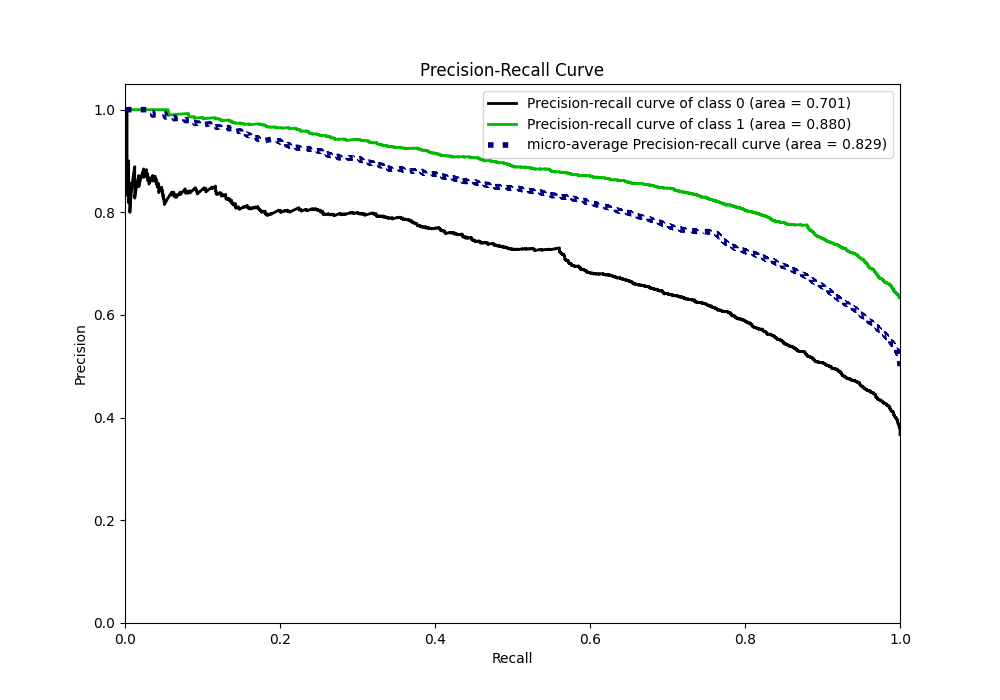 Precision-Recall Curve
Precision-recall curve of class 0 (area = 0.701)
Precision-recall curve of class 1 (area = 0.880)
micro-average Precision-recall curve (area = 0.829)
1.0
0.8
0.6
0.4
0.2
0.0
Precision
0.0 0.2 0.4 0.6 0.8 1.0
Recall